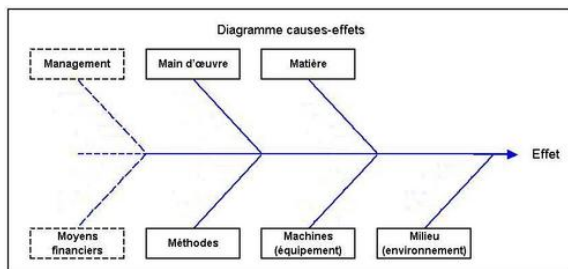 Diagramme causes-effets
Management
Main d'œuvre
Matière
Effet
Moyens
financiers
Méthodes
Machines
(équipement)
Milieu
(environnement)